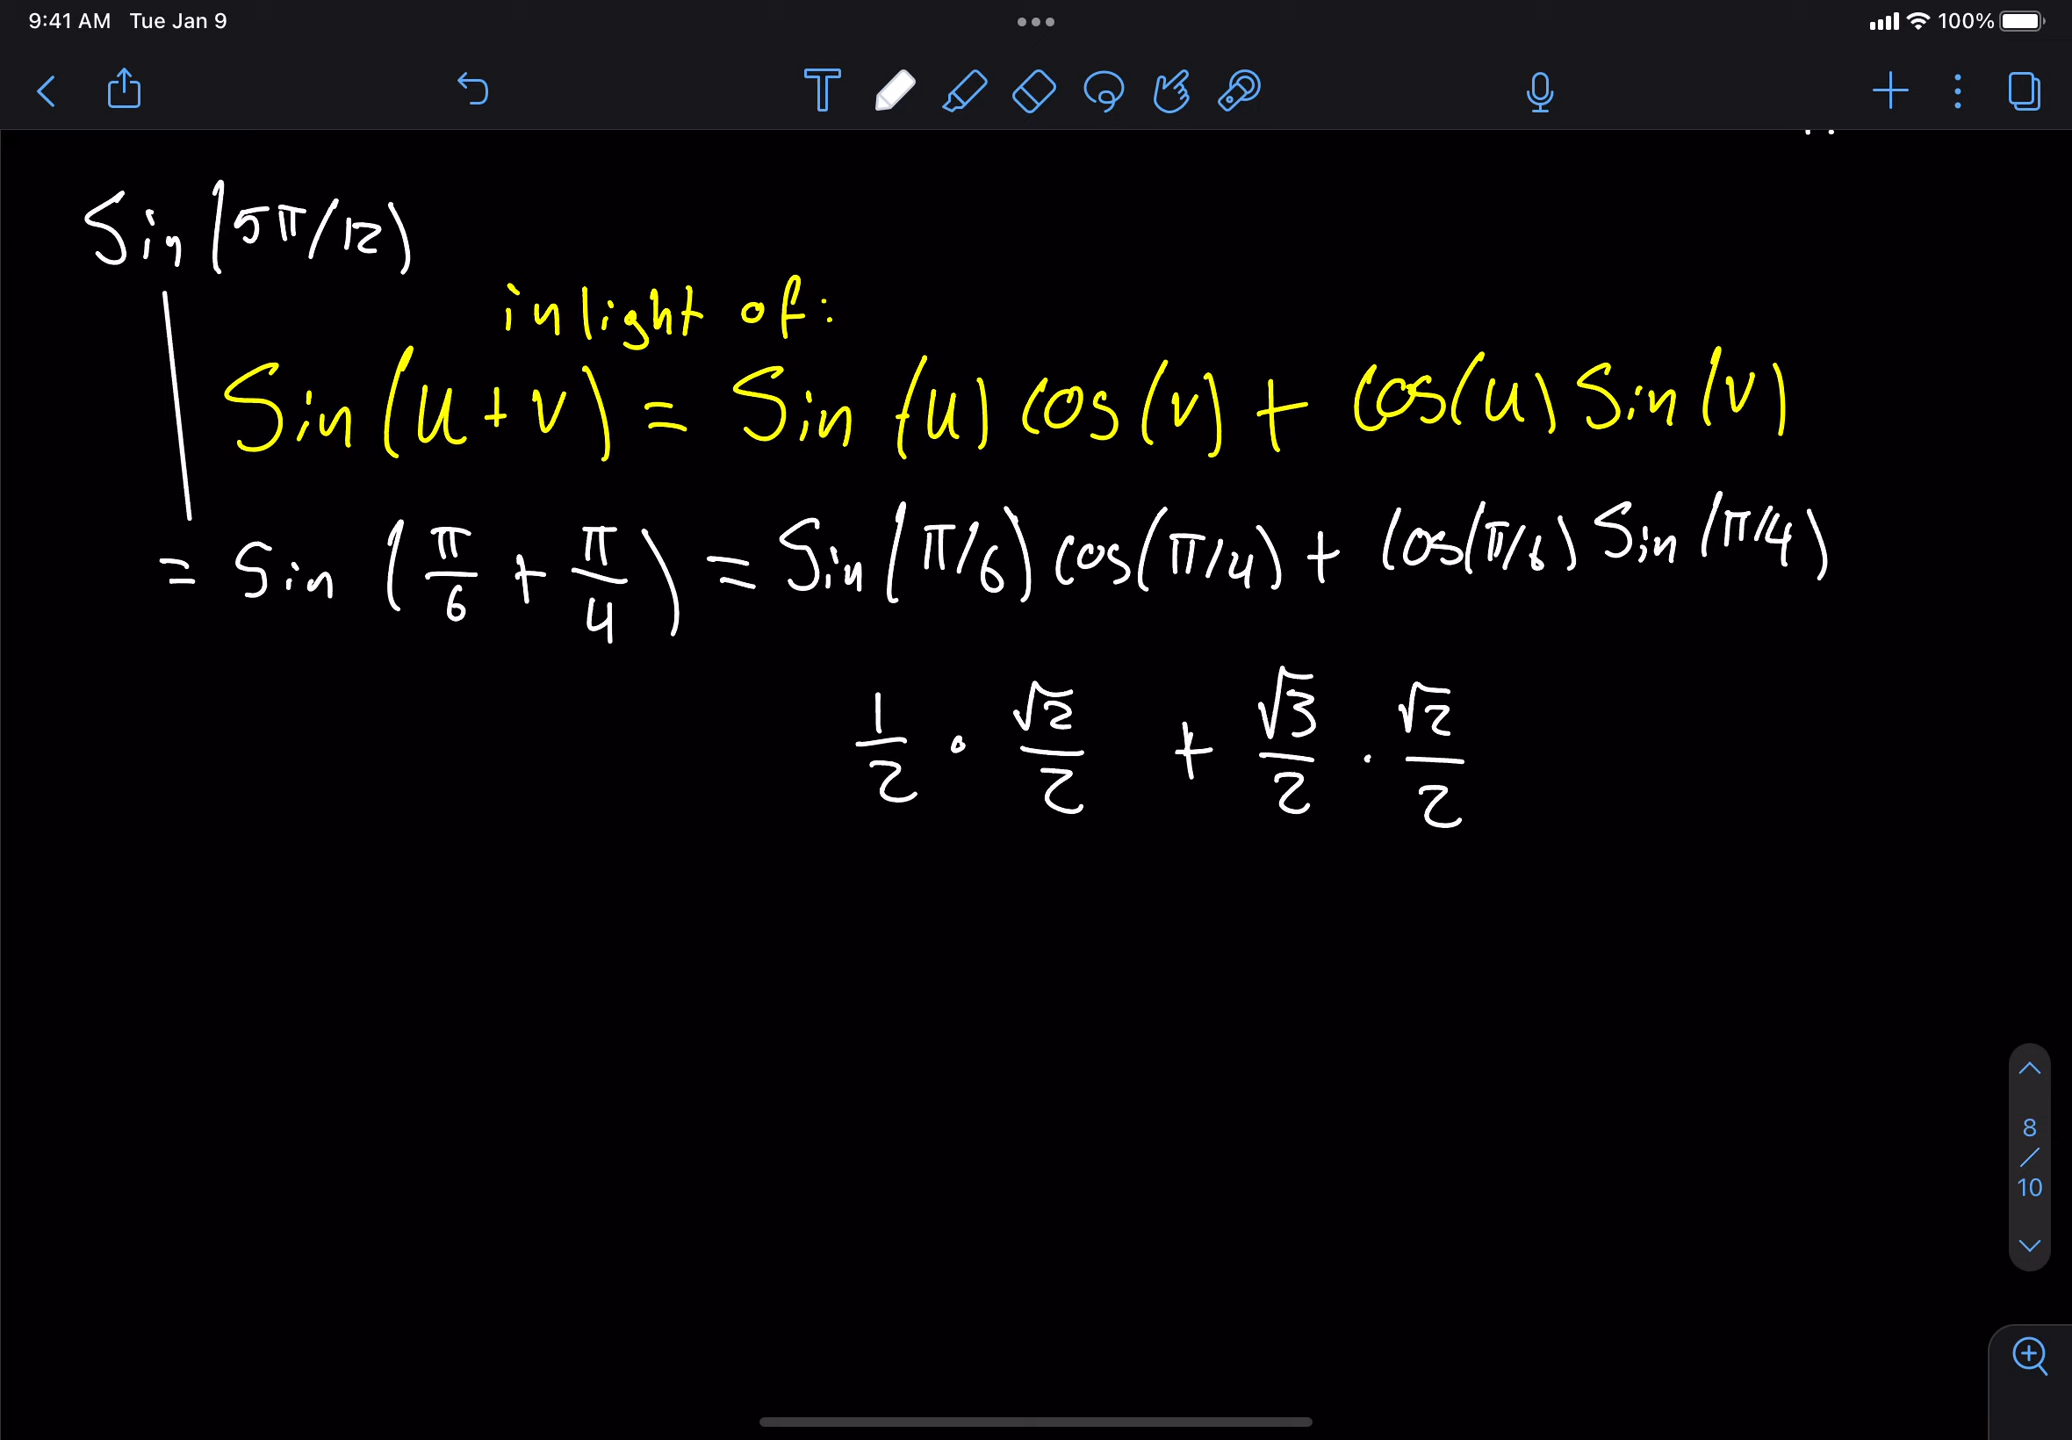 9:41 AM Tue Jan 9
100%
Sin(5π/12)
in light of:
Sin(u+v) = Sin(u) cos(v) + cos(u) Sin(v)
= Sin (π/6 + π/4) = Sin(π/6) cos(π/4) + cos(π/6) Sin(π/4)
1/2 · √2/2 + √3/2 · √2/2
8
/
10